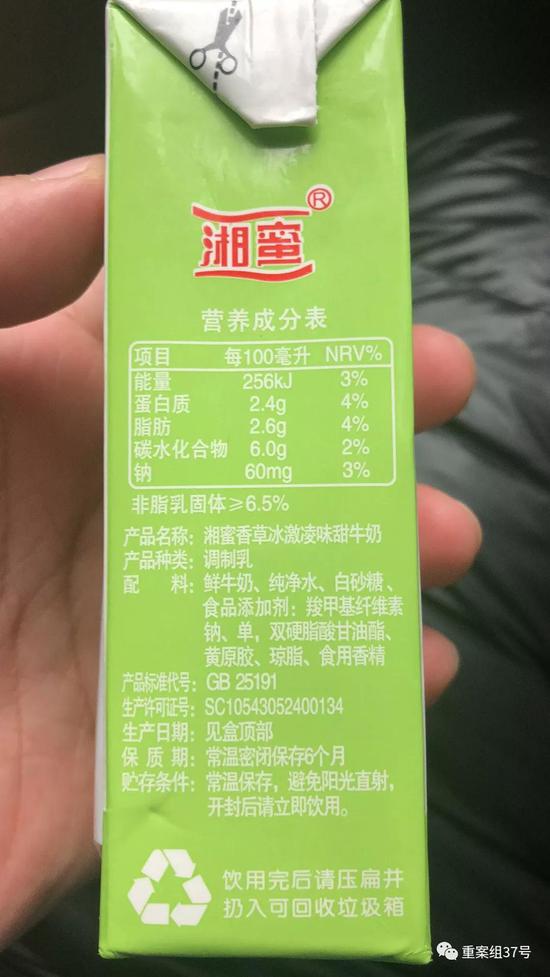 湘蜜®
营养成分表
项目 每100毫升 NRV%
能量 256kJ 3%
蛋白质 2.4g 4%
脂肪 2.6g 4%
碳水化合物 6.0g 2%
钠 60mg 3%
非脂乳固体≥6.5%
产品名称：湘蜜香草冰激凌味甜牛奶
产品种类：调制乳
配 料：鲜牛奶、纯净水、白砂糖、
食品添加剂：羧甲基纤维素
钠、单，双硬脂酸甘油酯、
黄原胶、琼脂、食用香精
产品标准代号：GB 25191
生产许可证号：SC10543052400134
生产日期：见盒顶部
保 质 期：常温密闭保存6个月
贮存条件：常温保存，避免阳光直射，
开封后请立即饮用。
饮用完后请压扁并
扔入可回收垃圾箱
重案组37号